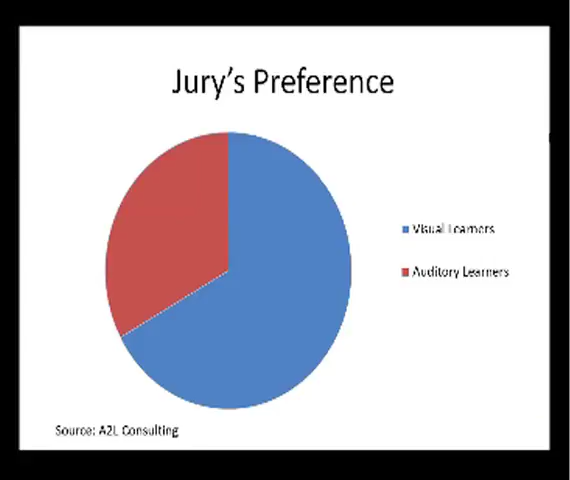 Jury's Preference
Visual Learners
Auditory Learners
Source: A2L Consulting